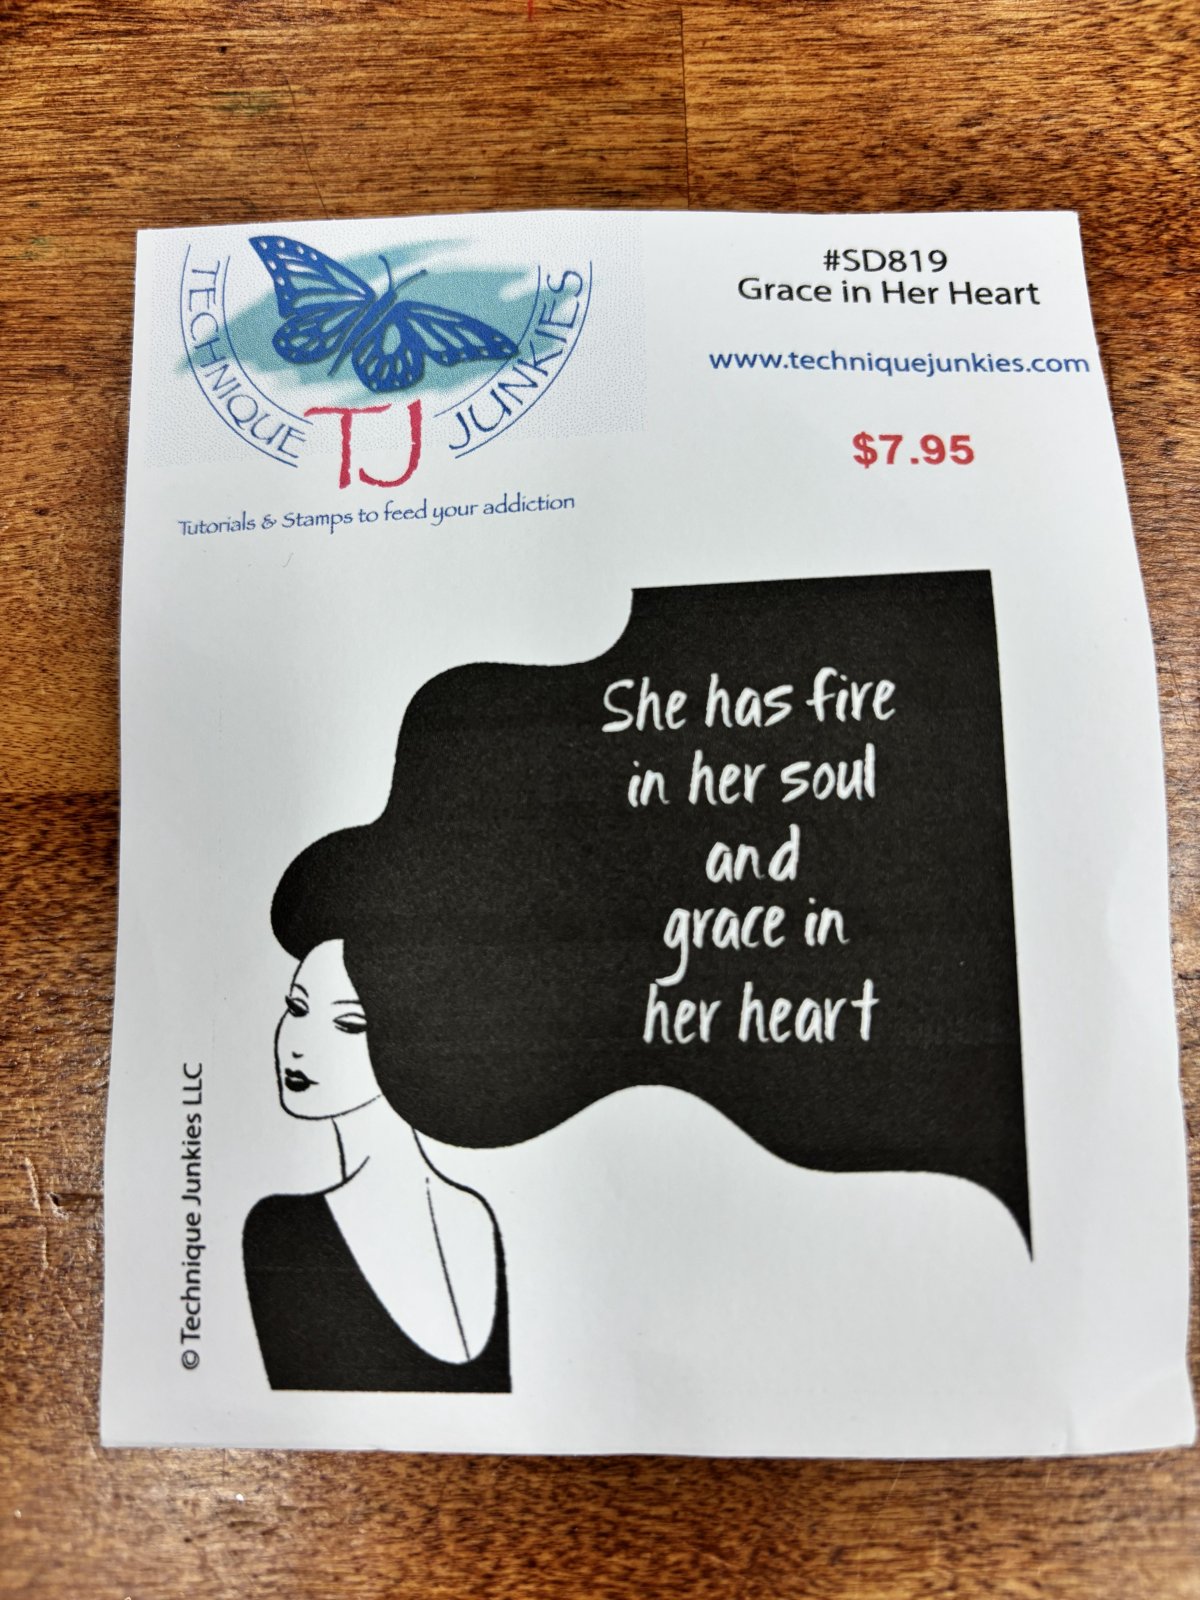 TECHNIQUE JUNKIES
TJ
Tutorials & Stamps to feed your addiction
#SD819
Grace in Her Heart
www.techniquejunkies.com
$7.95
She has fire
in her soul
and
grace in
her heart
© Technique Junkies LLC